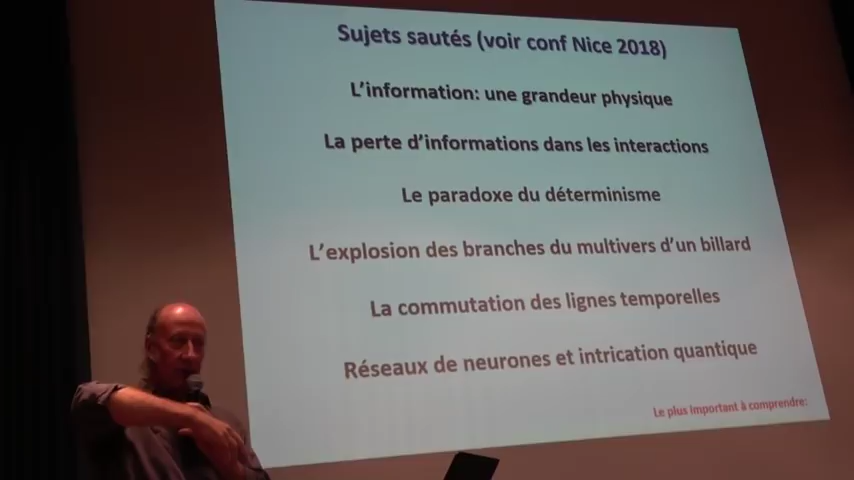 Sujets sautés (voir conf Nice 2018)
L'information: une grandeur physique
La perte d'informations dans les interactions
Le paradoxe du déterminisme
L'explosion des branches du multivers d'un billard
La commutation des lignes temporelles
Réseaux de neurones et intrication quantique
Le plus important à comprendre: